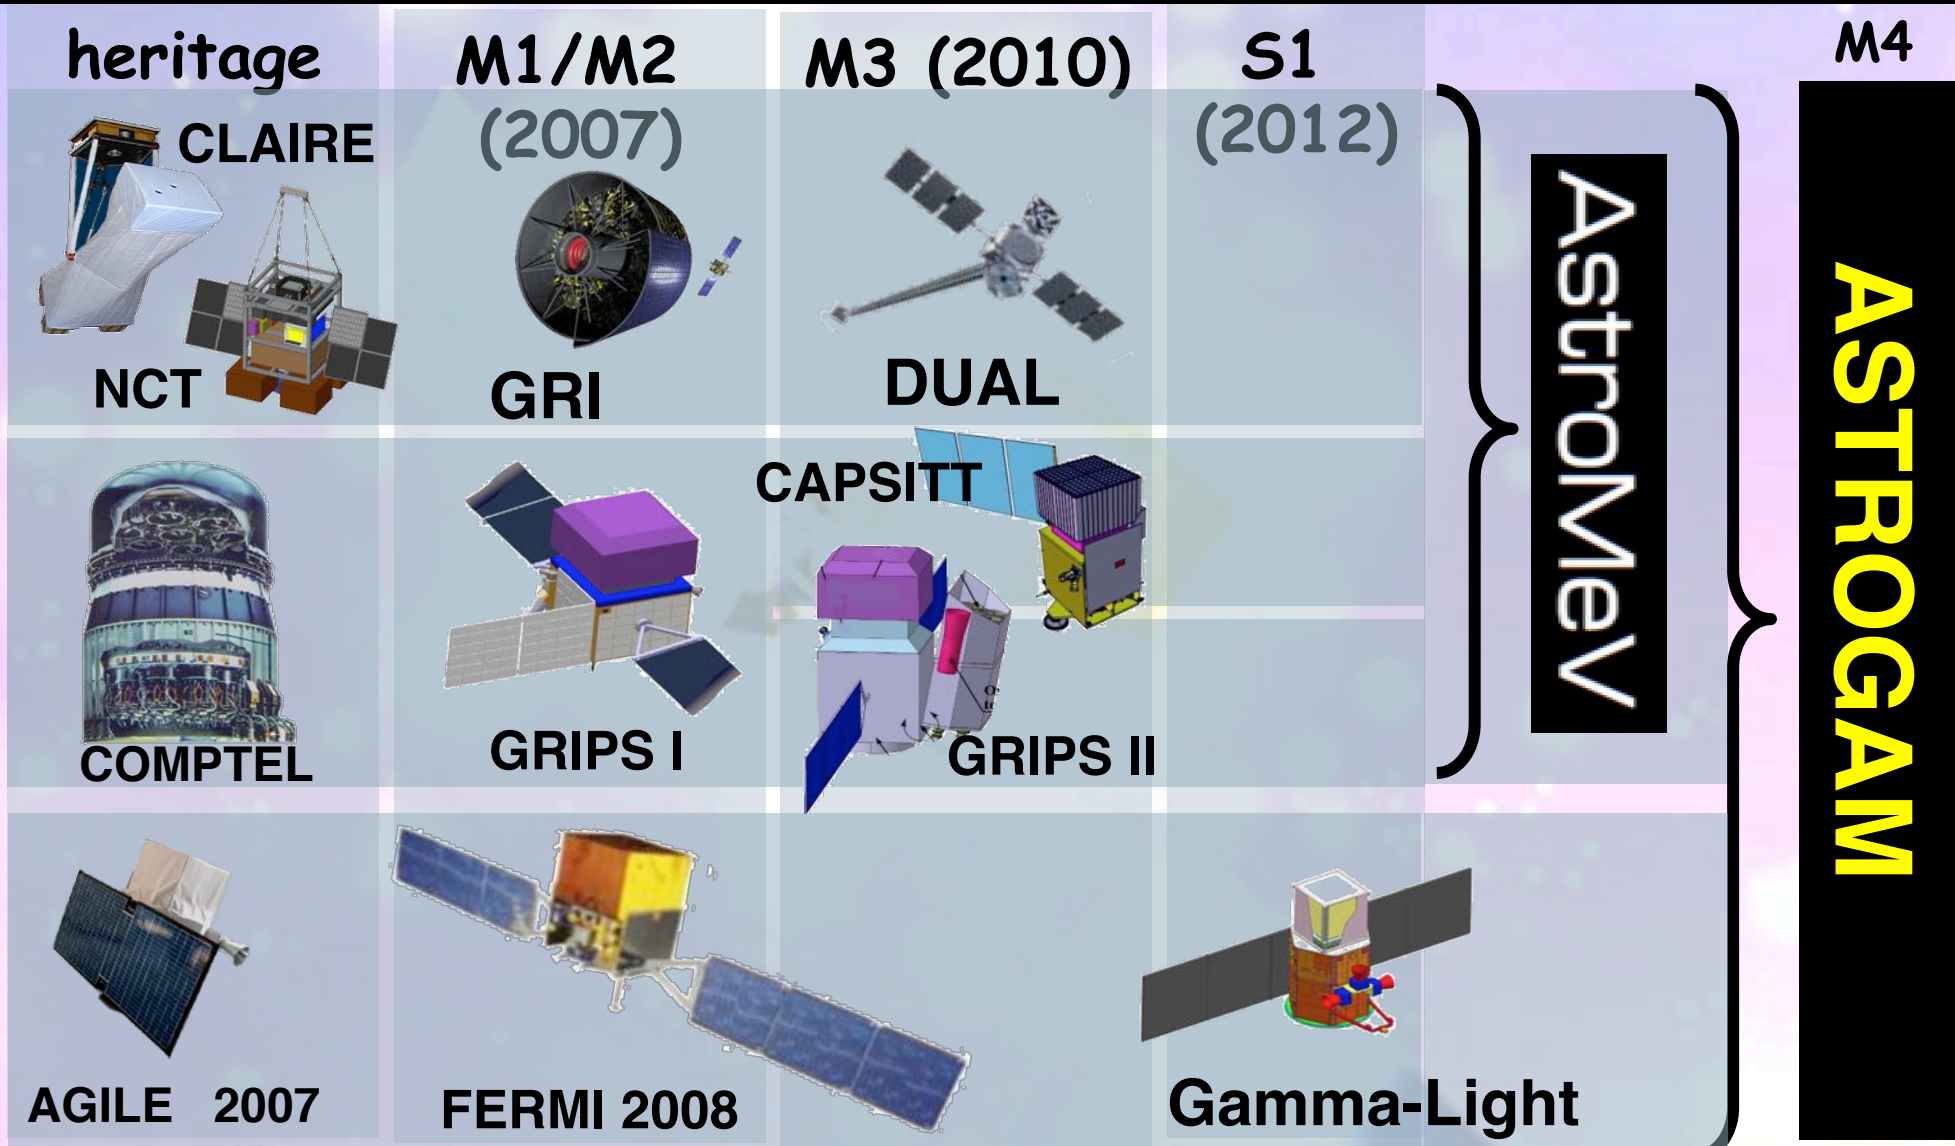 heritage
M1/M2
(2007)
M3 (2010)
S1
(2012)
M4
CLAIRE
NCT
GRI
DUAL
COMPTEL
GRIPS I
CAPSITT
GRIPS II
AGILE 2007
FERMI 2008
Gamma-Light
AstroMeV
ASTROGAM